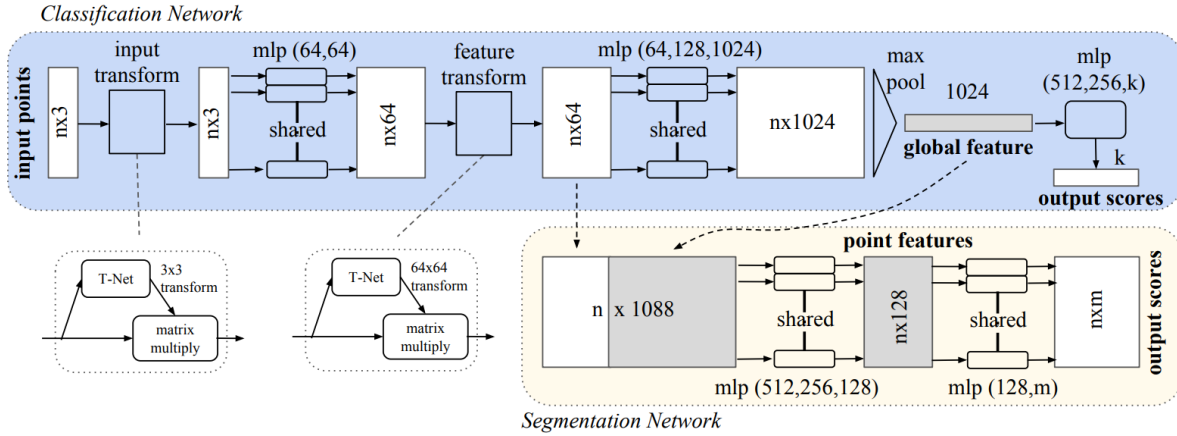 Classification Network
input points
nx3
input
transform
nx3
mlp (64,64)
shared
nx64
feature
transform
nx64
mlp (64,128,1024)
shared
nx1024
max
pool
1024
global feature
mlp
(512,256,k)
k
output scores
T-Net
3x3
transform
matrix
multiply
T-Net
64x64
transform
matrix
multiply
point features
n x 1088
shared
mlp (512,256,128)
nx128
shared
mlp (128,m)
nxm
output scores
Segmentation Network